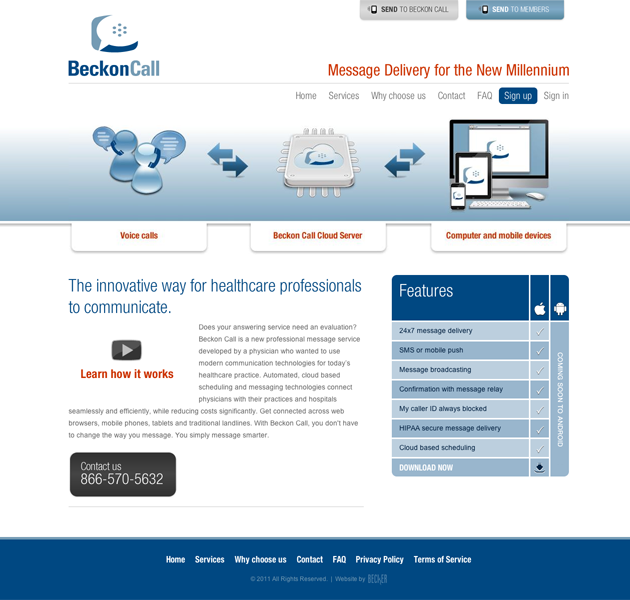 SEND TO BECKON CALL
SEND TO MEMBERS
BeckonCall
Message Delivery for the New Millennium
Home Services Why choose us Contact FAQ Sign up Sign in
Voice calls
Beckon Call Cloud Server
Computer and mobile devices
The innovative way for healthcare professionals
to communicate.
Learn how it works
Does your answering service need an evaluation?
Beckon Call is a new professional message service
developed by a physician who wanted to use
modern communication technologies for today's
healthcare practice. Automated, cloud based
scheduling and messaging technologies connect
physicians with their practices and hospitals
seamlessly and efficiently, while reducing costs significantly. Get connected across web
browsers, mobile phones, tablets and traditional landlines. With Beckon Call, you don't have
to change the way you message. You simply message smarter.
Contact us
866-570-5632
Features
24x7 message delivery
SMS or mobile push
Message broadcasting
Confirmation with message relay
My caller ID always blocked
HIPAA secure message delivery
Cloud based scheduling
DOWNLOAD NOW
COMING SOON TO ANDROID
Home Services Why choose us Contact FAQ Privacy Policy Terms of Service
© 2011 All Rights Reserved. | Website by BECKER